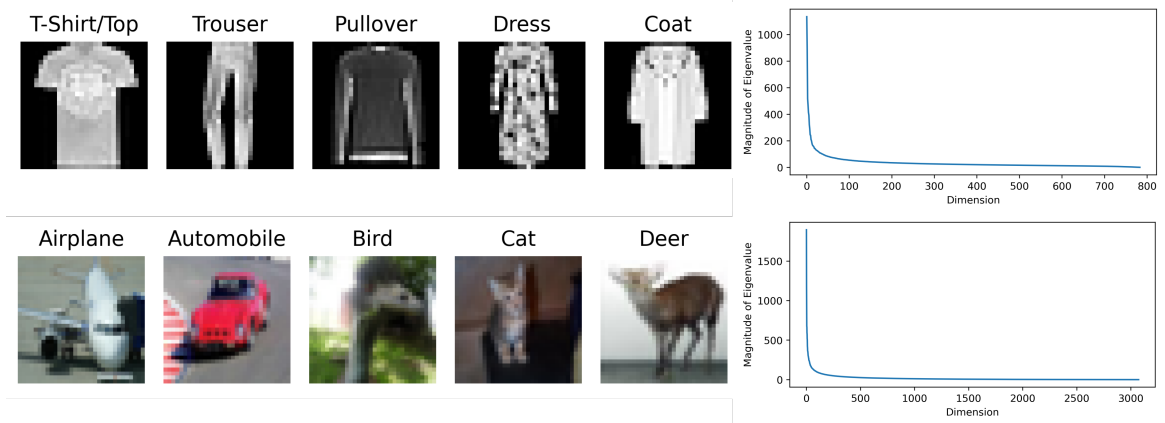 T-Shirt/Top Trouser Pullover Dress Coat
Magnitude of Eigenvalue
1000
800
600
400
200
0
0 100 200 300 400 500 600 700 800
Dimension
Airplane Automobile Bird Cat Deer
Magnitude of Eigenvalue
1500
1000
500
0
0 500 1000 1500 2000 2500 3000
Dimension